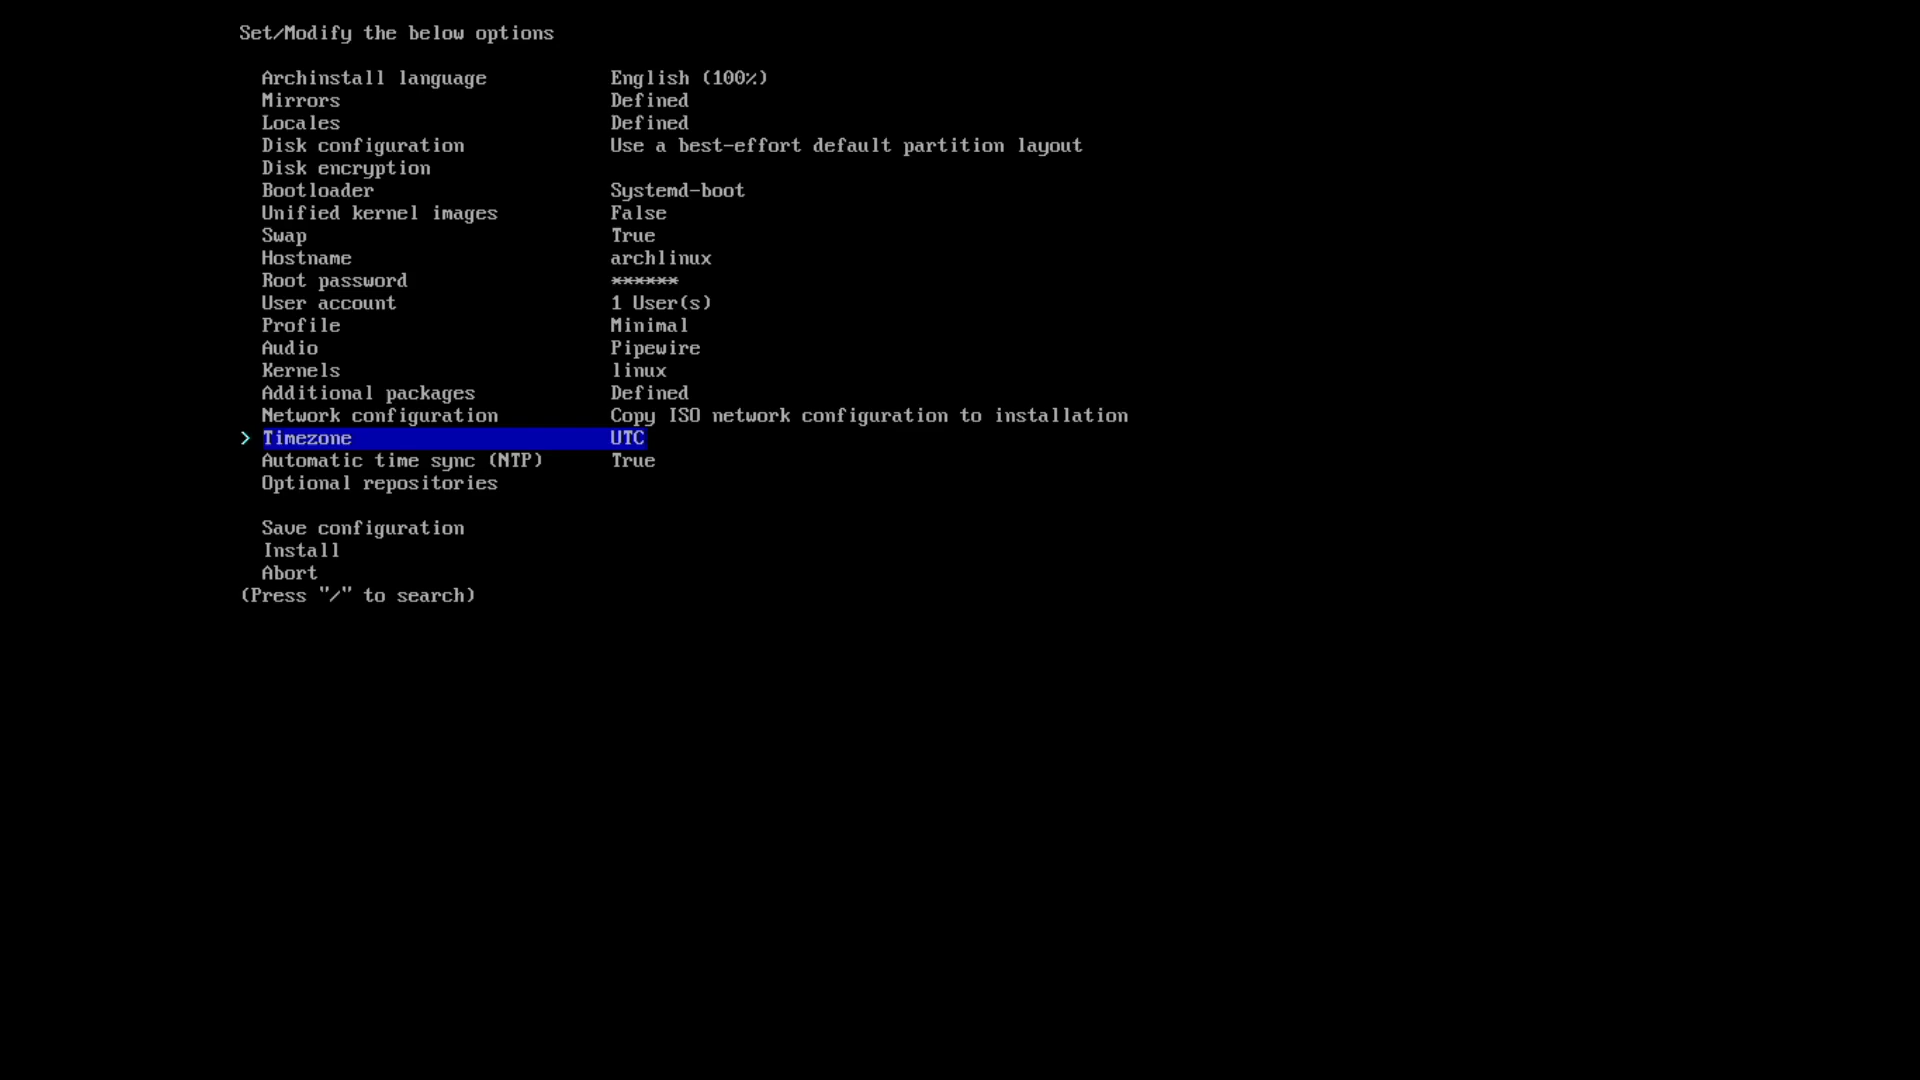 Set/Modify the below options
Archinstall language English (100%)
Mirrors Defined
Locales Defined
Disk configuration Use a best-effort default partition layout
Disk encryption
Bootloader Systemd-boot
Unified kernel images False
Swap True
Hostname archlinux
Root password ******
User account 1 User(s)
Profile Minimal
Audio Pipewire
Kernels linux
Additional packages Defined
Network configuration Copy ISO network configuration to installation
> Timezone UTC
Automatic time sync (NTP) True
Optional repositories
Save configuration
Install
Abort
(Press "/" to search)